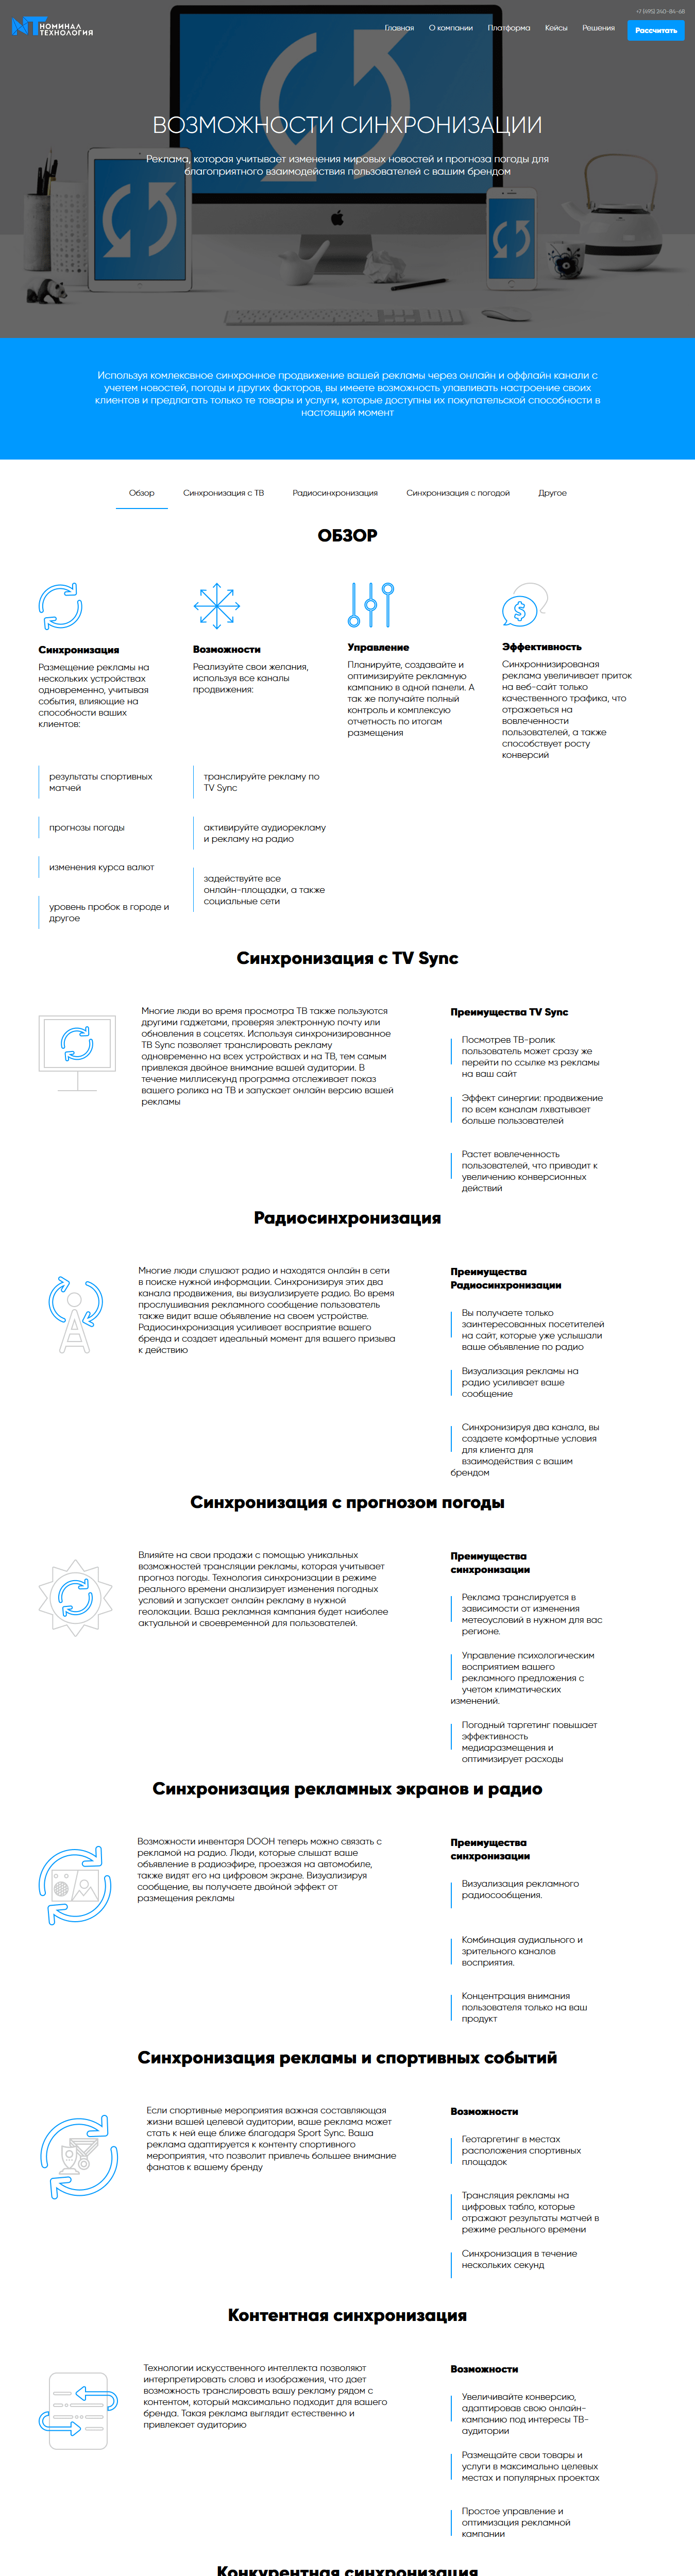 +7 (495) 240-84-68
НОМИНАЛ
ТЕХНОЛОГИЯ
Главная
О компании
Платформа
Кейсы
Решения
Рассчитать
ВОЗМОЖНОСТИ СИНХРОНИЗАЦИИ
Реклама, которая учитывает изменения мировых новостей и прогноза погоды для
благоприятного взаимодействия пользователей с вашим брендом
Используя комлексвное синхронное продвижение вашей рекламы через онлайн и оффлайн канали с
учетом новостей, погоды и других факторов, вы имеете возможность улавливать настроение своих
клиентов и предлагать только те товары и услуги, которые доступны их покупательской способности в
настоящий момент
Обзор
Синхронизация с ТВ
Радиосинхронизация
Синхронизация с погодой
Другое
ОБЗОР
Синхронизация
Размещение рекламы на
нескольких устройствах
одновременно, учитывая
события, влияющие на
способности ваших
клиентов:
результаты спортивных
матчей
прогнозы погоды
изменения курса валют
уровень пробок в городе и
другое
Возможности
Реализуйте свои желания,
используя все каналы
продвижения:
транслируйте рекламу по
TV Sync
активируйте аудиорекламу
и рекламу на радио
задействуйте все
онлайн-площадки, а также
социальные сети
Управление
Планируйте, создавайте и
оптимизируйте рекламную
кампанию в одной панели. А
так же получайте полный
контроль и комплексую
отчетность по итогам
размещения
Эффективность
Синхроннизированая
реклама увеличивает приток
на веб-сайт только
качественного трафика, что
отражаеться на
вовлеченности
пользователей, а также
способствует росту
конверсий
Синхронизация с TV Sync
Многие люди во время просмотра ТВ также пользуются
другими гаджетами, проверяя электронную почту или
обновления в соцсетях. Используя синхронизированное
ТВ Sync позволяет транслировать рекламу
одновременно на всех устройствах и на ТВ, тем самым
привлекая двойное внимание вашей аудитории. В
течение миллисекунд программа отслеживает показ
вашего ролика на ТВ и запускает онлайн версию вашей
рекламы
Преимущества TV Sync
Посмотрев ТВ-ролик
пользователь может сразу же
перейти по ссылке мз рекламы
на ваш сайт
Эффект синергии: продвижение
по всем каналам лхватывает
больше пользователей
Растет вовлеченность
пользователей, что приводит к
увеличению конверсионных
действий
Радиосинхронизация
Многие люди слушают радио и находятся онлайн в сети
в поиске нужной информации. Синхронизируя этих два
канала продвижения, вы визуализируете радио. Во время
прослушивания рекламного сообщение пользователь
также видит ваше объявление на своем устройстве.
Радиосинхронизация усиливает восприятие вашего
бренда и создает идеальный момент для вашего призыва
к действию
Преимущества
Радиосинхронизации
Вы получаете только
заинтересованных посетителей
на сайт, которые уже услышали
ваше объявление по радио
Визуализация рекламы на
радио усиливает ваше
сообщение
Синхронизируя два канала, вы
создаете комфортные условия
для клиента для
взаимодействия с вашим
брендом
Синхронизация с прогнозом погоды
Влияйте на свои продажи с помощью уникальных
возможностей трансляции рекламы, которая учитывает
прогноз погоды. Технология синхронизации в режиме
реального времени анализирует изменения погодных
условий и запускает онлайн рекламу в нужной
геолокации. Ваша рекламная кампания будет наиболее
актуальной и своевременной для пользователей.
Преимущества
синхронизации
Реклама транслируется в
зависимости от изменения
метеоусловий в нужном для вас
регионе.
Управление психологическим
восприятием вашего
рекламного предложения с
учетом климатических
изменений.
Погодный таргетинг повышает
эффективность
медиаразмещения и
оптимизирует расходы
Синхронизация рекламных экранов и радио
Возможности инвентаря DOOH теперь можно связать с
рекламой на радио. Люди, которые слышат ваше
объявление в радиоэфире, проезжая на автомобиле,
также видят его на цифровом экране. Визуализируя
сообщение, вы получаете двойной эффект от
размещения рекламы
Преимущества
синхронизации
Визуализация рекламного
радиосообщения.
Комбинация аудиального и
зрительного каналов
восприятия.
Концентрация внимания
пользователя только на ваш
продукт
Синхронизация рекламы и спортивных событий
Если спортивные мероприятия важная составляющая
жизни вашей целевой аудитории, ваше реклама может
стать к ней еще ближе благодаря Sport Sync. Ваша
реклама адаптируется к контенту спортивного
мероприятия, что позволит привлечь большее внимание
фанатов к вашему бренду
Возможности
Геотаргетинг в местах
расположения спортивных
площадок
Трансляция рекламы на
цифровых табло, которые
отражают результаты матчей в
режиме реального времени
Синхронизация в течение
нескольких секунд
Контентная синхронизация
Технологии искусственного интеллекта позволяют
интерпретировать слова и изображения, что дает
возможность транслировать вашу рекламу рядом с
контентом, который максимально подходит для вашего
бренда. Такая реклама выглядит естественно и
привлекает аудиторию
Возможности
Увеличивайте конверсию,
адаптировав свою онлайн-
кампанию под интересы ТВ-
аудитории
Размещайте свои товары и
услуги в максимально целевых
местах и популярных проектах
Простое управление и
оптимизация рекламной
кампании
Конкурентная синхронизация